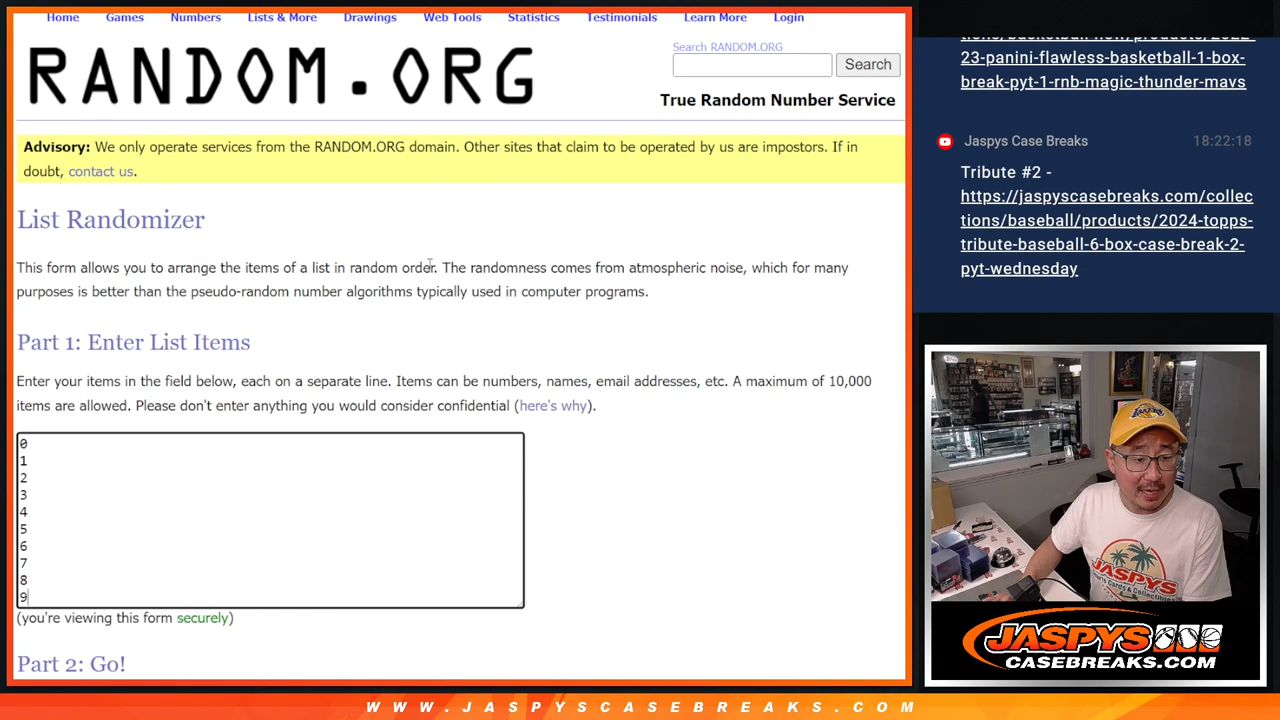 Home Games Numbers Lists & More Drawings Web Tools Statistics Testimonials Learn More Login
RANDOM.ORG
Search RANDOM.ORG
Search
True Random Number Service
Advisory: We only operate services from the RANDOM.ORG domain. Other sites that claim to be operated by us are impostors. If in
doubt, contact us.
List Randomizer
This form allows you to arrange the items of a list in random order. The randomness comes from atmospheric noise, which for many
purposes is better than the pseudo-random number algorithms typically used in computer programs.
Part 1: Enter List Items
Enter your items in the field below, each on a separate line. Items can be numbers, names, email addresses, etc. A maximum of 10,000
items are allowed. Please don't enter anything you would consider confidential (here's why).
0
1
2
3
4
5
6
7
8
9
(you're viewing this form securely)
Part 2: Go!
23-panini-flawless-basketball-1-box-
break-pyt-1-rnb-magic-thunder-mavs
Jaspys Case Breaks 18:22:18
Tribute #2 -
https://jaspyscasebreaks.com/collec
tions/baseball/products/2024-topps-
tribute-baseball-6-box-case-break-2-
pyt-wednesday
JASPYS
JASPYS
CASEBREAKS.COM
WWW.JASPYSCASEBREAKS.COM